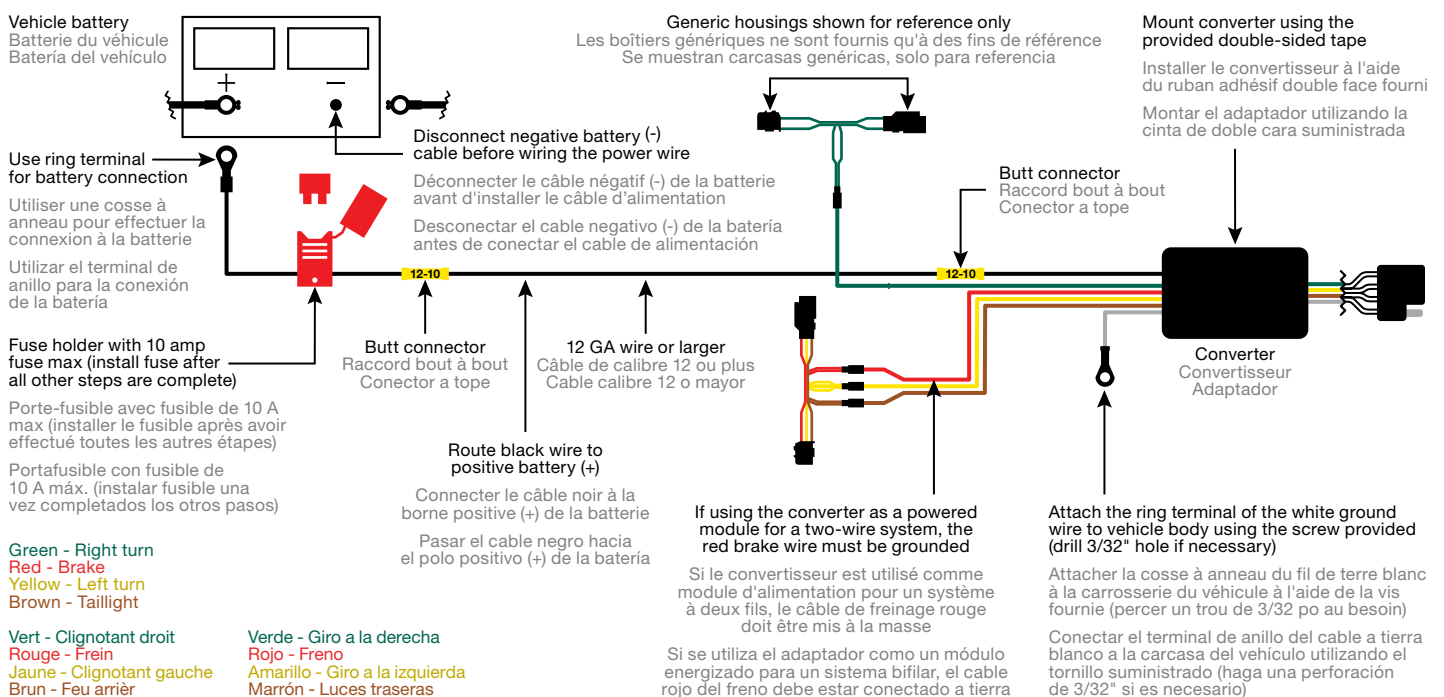 Vehicle battery
Batterie du véhicule
Batería del vehículo
+
−
Generic housings shown for reference only
Les boîtiers génériques ne sont fournis qu'à des fins de référence
Se muestran carcasas genéricas, solo para referencia
Mount converter using the
provided double-sided tape
Installer le convertisseur à l'aide
du ruban adhésif double face fourni
Montar el adaptador utilizando la
cinta de doble cara suministrada
Disconnect negative battery (-)
cable before wiring the power wire
Déconnecter le câble négatif (-) de la batterie
avant d'installer le câble d'alimentation
Desconectar el cable negativo (-) de la batería
antes de conectar el cable de alimentación
Use ring terminal
for battery connection
Utiliser une cosse à
anneau pour effectuer la
connexion à la batterie
Utilizar el terminal de
anillo para la conexión
de la batería
Butt connector
Raccord bout à bout
Conector a tope
12-10
12-10
Fuse holder with 10 amp
fuse max (install fuse after
all other steps are complete)
Porte-fusible avec fusible de 10 A
max (installer le fusible après avoir
effectué toutes les autres étapes)
Portafusible con fusible de
10 A máx. (instalar fusible una
vez completados los otros pasos)
Butt connector
Raccord bout à bout
Conector a tope
12 GA wire or larger
Câble de calibre 12 ou plus
Cable calibre 12 o mayor
Converter
Convertisseur
Adaptador
Route black wire to
positive battery (+)
Connecter le câble noir à la
borne positive (+) de la batterie
Pasar el cable negro hacia
el polo positivo (+) de la batería
If using the converter as a powered
module for a two-wire system, the
red brake wire must be grounded
Si le convertisseur est utilisé comme
module d'alimentation pour un système
à deux fils, le câble de freinage rouge
doit être mis à la masse
Si se utiliza el adaptador como un módulo
energizado para un sistema bifilar, el cable
rojo del freno debe estar conectado a tierra
Attach the ring terminal of the white ground
wire to vehicle body using the screw provided
(drill 3/32" hole if necessary)
Attacher la cosse à anneau du fil de terre blanc
à la carrosserie du véhicule à l'aide de la vis
fournie (percer un trou de 3/32 po au besoin)
Conectar el terminal de anillo del cable a tierra
blanco a la carcasa del vehículo utilizando el
tornillo suministrado (haga una perforación
de 3/32" si es necesario)
Green - Right turn
Red - Brake
Yellow - Left turn
Brown - Taillight
Vert - Clignotant droit
Rouge - Frein
Jaune - Clignotant gauche
Brun - Feu arrièr
Verde - Giro a la derecha
Rojo - Freno
Amarillo - Giro a la izquierda
Marrón - Luces traseras